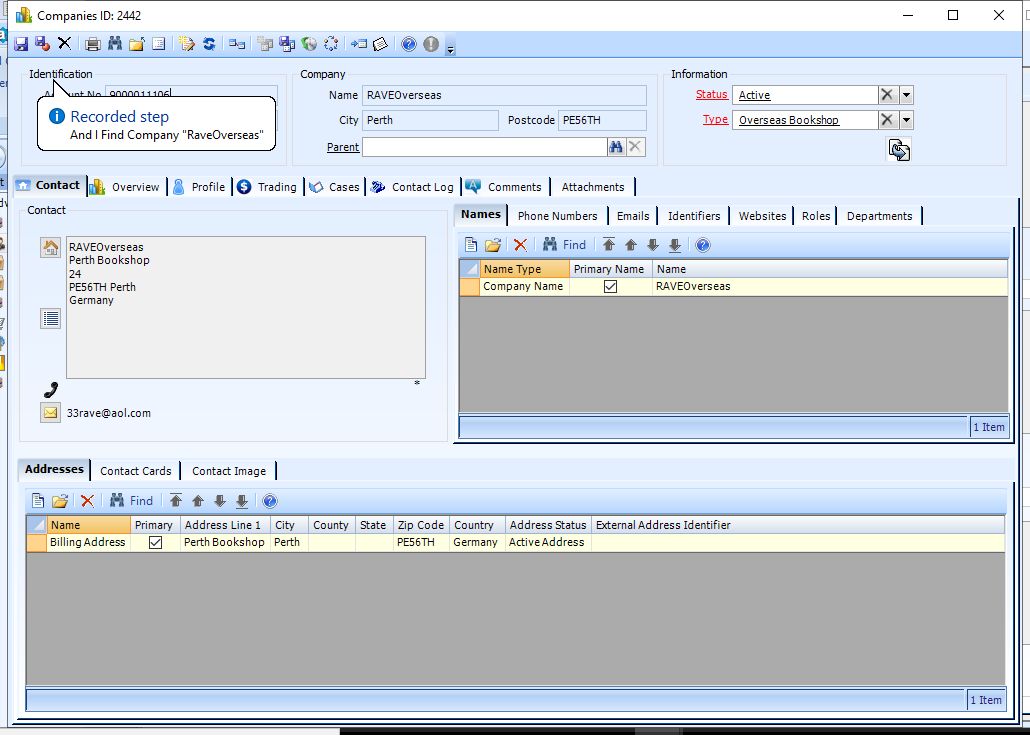 Companies ID: 2442
Identification
Account No 9000011106
Recorded step
And I Find Company "RaveOverseas"
Company
Name RAVEOverseas
City Perth Postcode PE56TH
Parent
Information
Status Active
Type Overseas Bookshop
Contact Overview Profile Trading Cases Contact Log Comments Attachments
Contact
RAVEOverseas
Perth Bookshop
24
PE56TH Perth
Germany
*
33rave@aol.com
Names Phone Numbers Emails Identifiers Websites Roles Departments
Find
Name Type Primary Name Name
Company Name RAVEOverseas
1 Item
Addresses Contact Cards Contact Image
Find
Name Primary Address Line 1 City County State Zip Code Country Address Status External Address Identifier
Billing Address Perth Bookshop Perth PE56TH Germany Active Address
1 Item